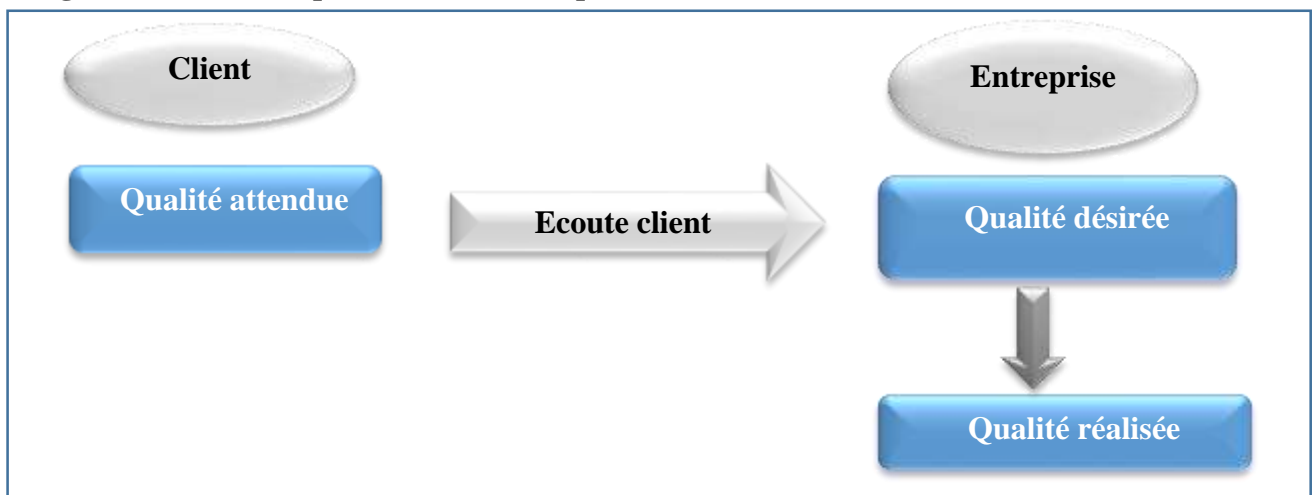 Client
Entreprise
Qualité attendue
Ecoute client
Qualité désirée
Qualité réalisée